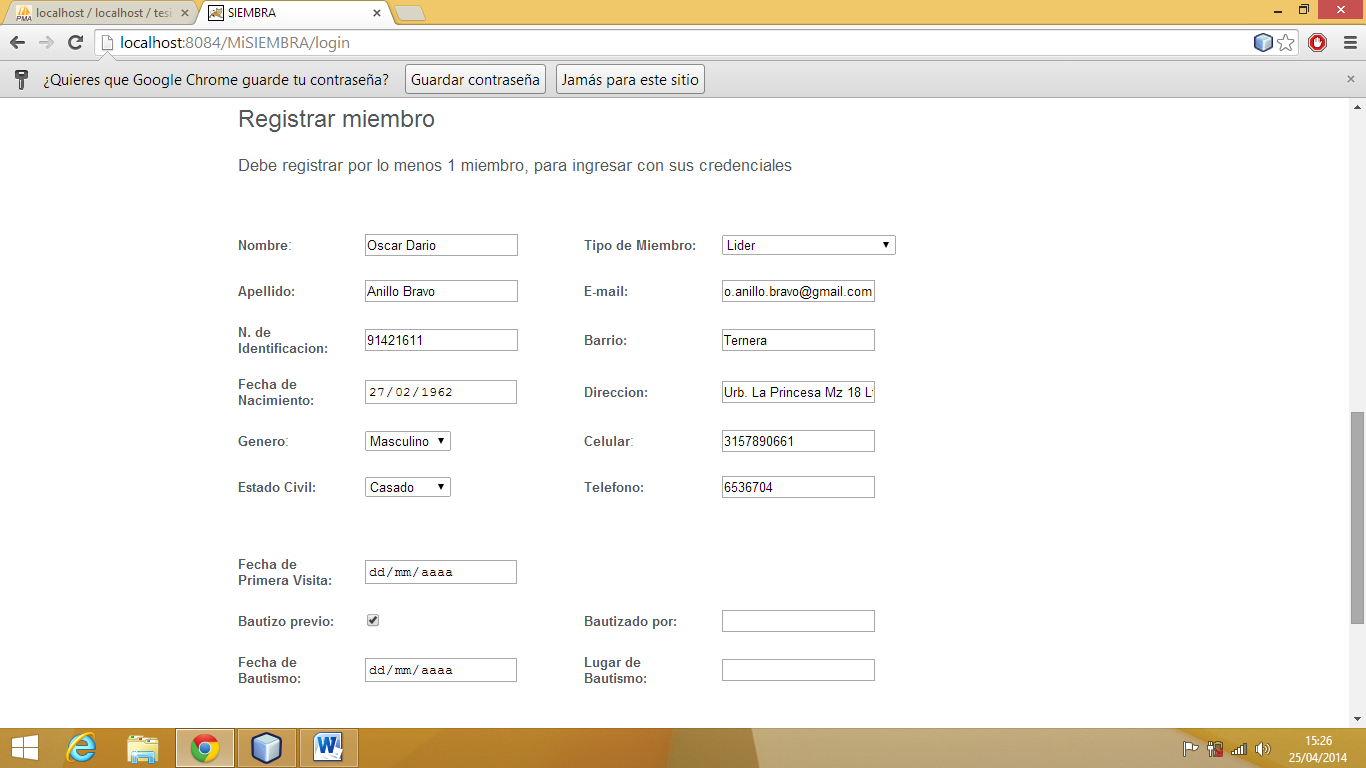 localhost / localhost / tesi
SIEMBRA
localhost:8084/MiSIEMBRA/login
¿Quieres que Google Chrome guarde tu contraseña? Guardar contraseña Jamás para este sitio
Registrar miembro
Debe registrar por lo menos 1 miembro, para ingresar con sus credenciales
Nombre: Oscar Dario Tipo de Miembro: Lider
Apellido: Anillo Bravo E-mail: o.anillo.bravo@gmail.com
N. de
Identificacion: 91421611 Barrio: Ternera
Fecha de
Nacimiento: 27/02/1962 Direccion: Urb. La Princesa Mz 18 L
Genero: Masculino Celular: 3157890661
Estado Civil: Casado Telefono: 6536704
Fecha de
Primera Visita: dd/mm/aaaa
Bautizo previo: Bautizado por:
Fecha de
Bautismo: dd/mm/aaaa
Lugar de
Bautismo:
15:26
25/04/2014